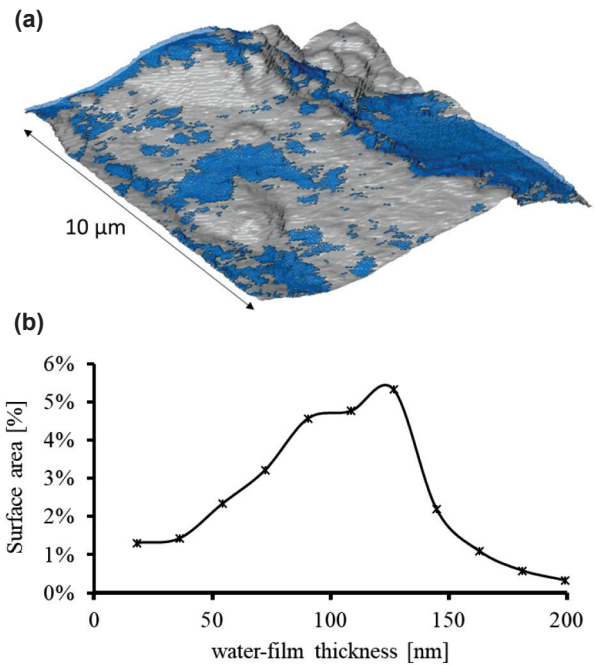 (a)
10 µm
(b)
6%
5%
4%
3%
2%
1%
0%
Surface area [%]
0 50 100 150 200
water-film thickness [nm]